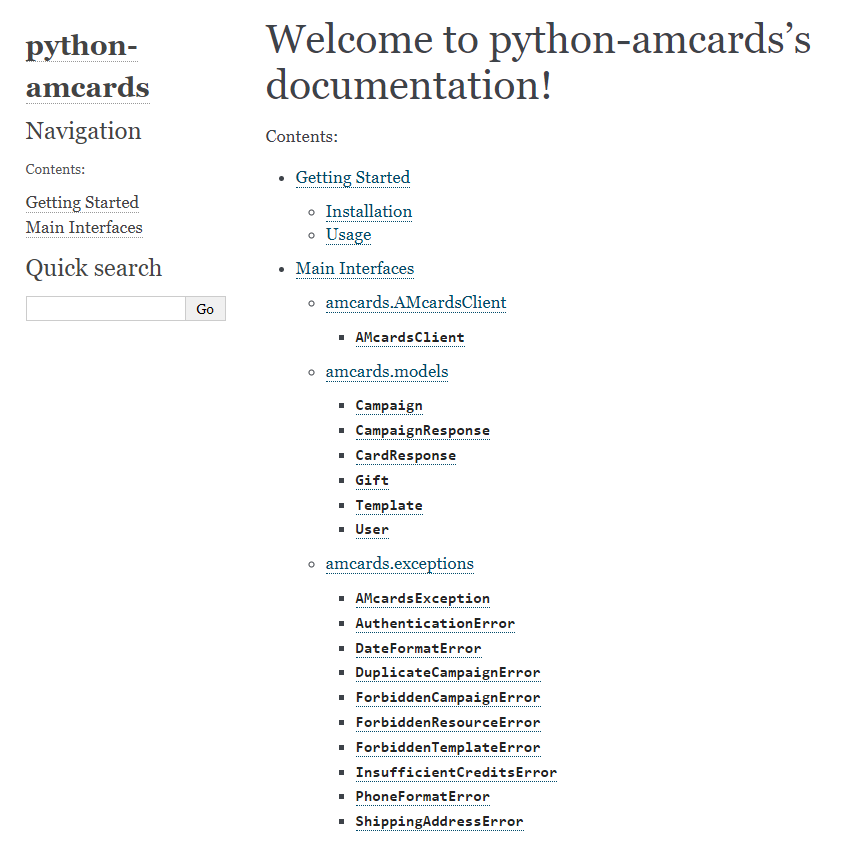 python-
amcards
Navigation
Contents:
Getting Started
Main Interfaces
Quick search
Go
Welcome to python-amcards’s
documentation!
Contents:
Getting Started
Installation
Usage
Main Interfaces
amcards.AMcardsClient
AMcardsClient
amcards.models
Campaign
CampaignResponse
CardResponse
Gift
Template
User
amcards.exceptions
AMcardsException
AuthenticationError
DateFormatError
DuplicateCampaignError
ForbiddenCampaignError
ForbiddenResourceError
ForbiddenTemplateError
InsufficientCreditsError
PhoneFormatError
ShippingAddressError